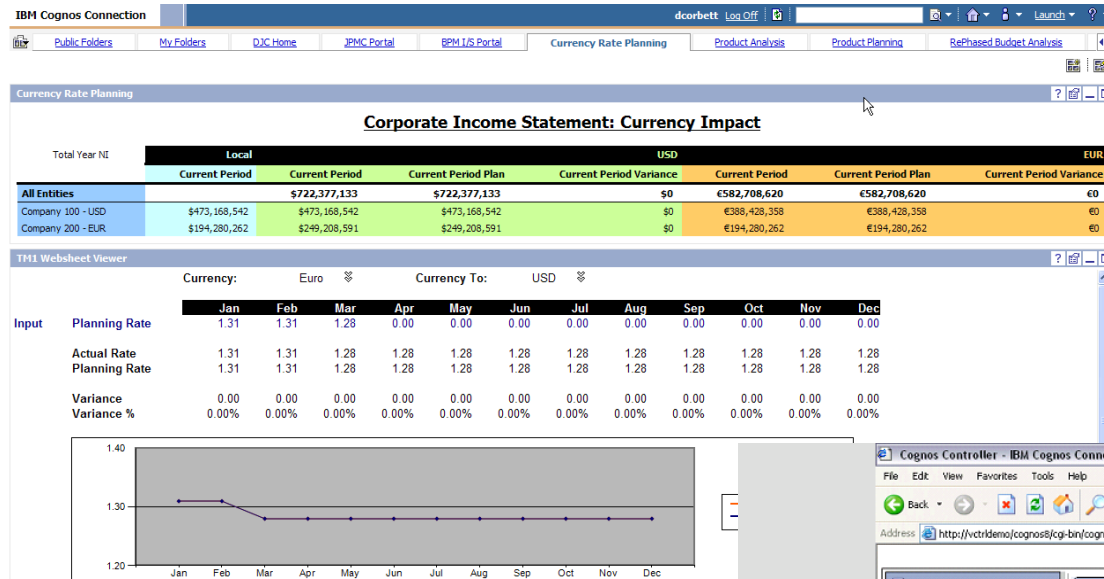 IBM Cognos Connection dcorbett Log Off Launch ?
Public Folders My Folders DJC Home JPMC Portal BPM I/S Portal Currency Rate Planning Product Analysis Product Planning RePhased Budget Analysis
Currency Rate Planning ?
Corporate Income Statement: Currency Impact
Total Year NI Local USD EUR
Current Period Current Period Current Period Plan Current Period Variance Current Period Current Period Plan Current Period Variance
All Entities $722,377,133 $722,377,133 $0 €582,708,620 €582,708,620 €0
Company 100 - USD $473,168,542 $473,168,542 $473,168,542 $0 €388,428,358 €388,428,358 €0
Company 200 - EUR $194,280,262 $249,208,591 $249,208,591 $0 €194,280,262 €194,280,262 €0
TM1 Websheet Viewer ?
Currency: Euro Currency To: USD
Jan Feb Mar Apr May Jun Jul Aug Sep Oct Nov Dec
Input Planning Rate 1.31 1.31 1.28 0.00 0.00 0.00 0.00 0.00 0.00 0.00 0.00 0.00
Actual Rate 1.31 1.31 1.28 1.28 1.28 1.28 1.28 1.28 1.28 1.28 1.28 1.28
Planning Rate 1.31 1.31 1.28 1.28 1.28 1.28 1.28 1.28 1.28 1.28 1.28 1.28
Variance 0.00 0.00 0.00 0.00 0.00 0.00 0.00 0.00 0.00 0.00 0.00 0.00
Variance % 0.00% 0.00% 0.00% 0.00% 0.00% 0.00% 0.00% 0.00% 0.00% 0.00% 0.00% 0.00%
1.40
1.30
1.20
Jan Feb Mar Apr May Jun Jul Aug Sep Oct Nov Dec
Cognos Controller - IBM Cognos Conne
File Edit View Favorites Tools Help
Back
Address http://vctrldemo/cognos8/cgi-bin/cogn